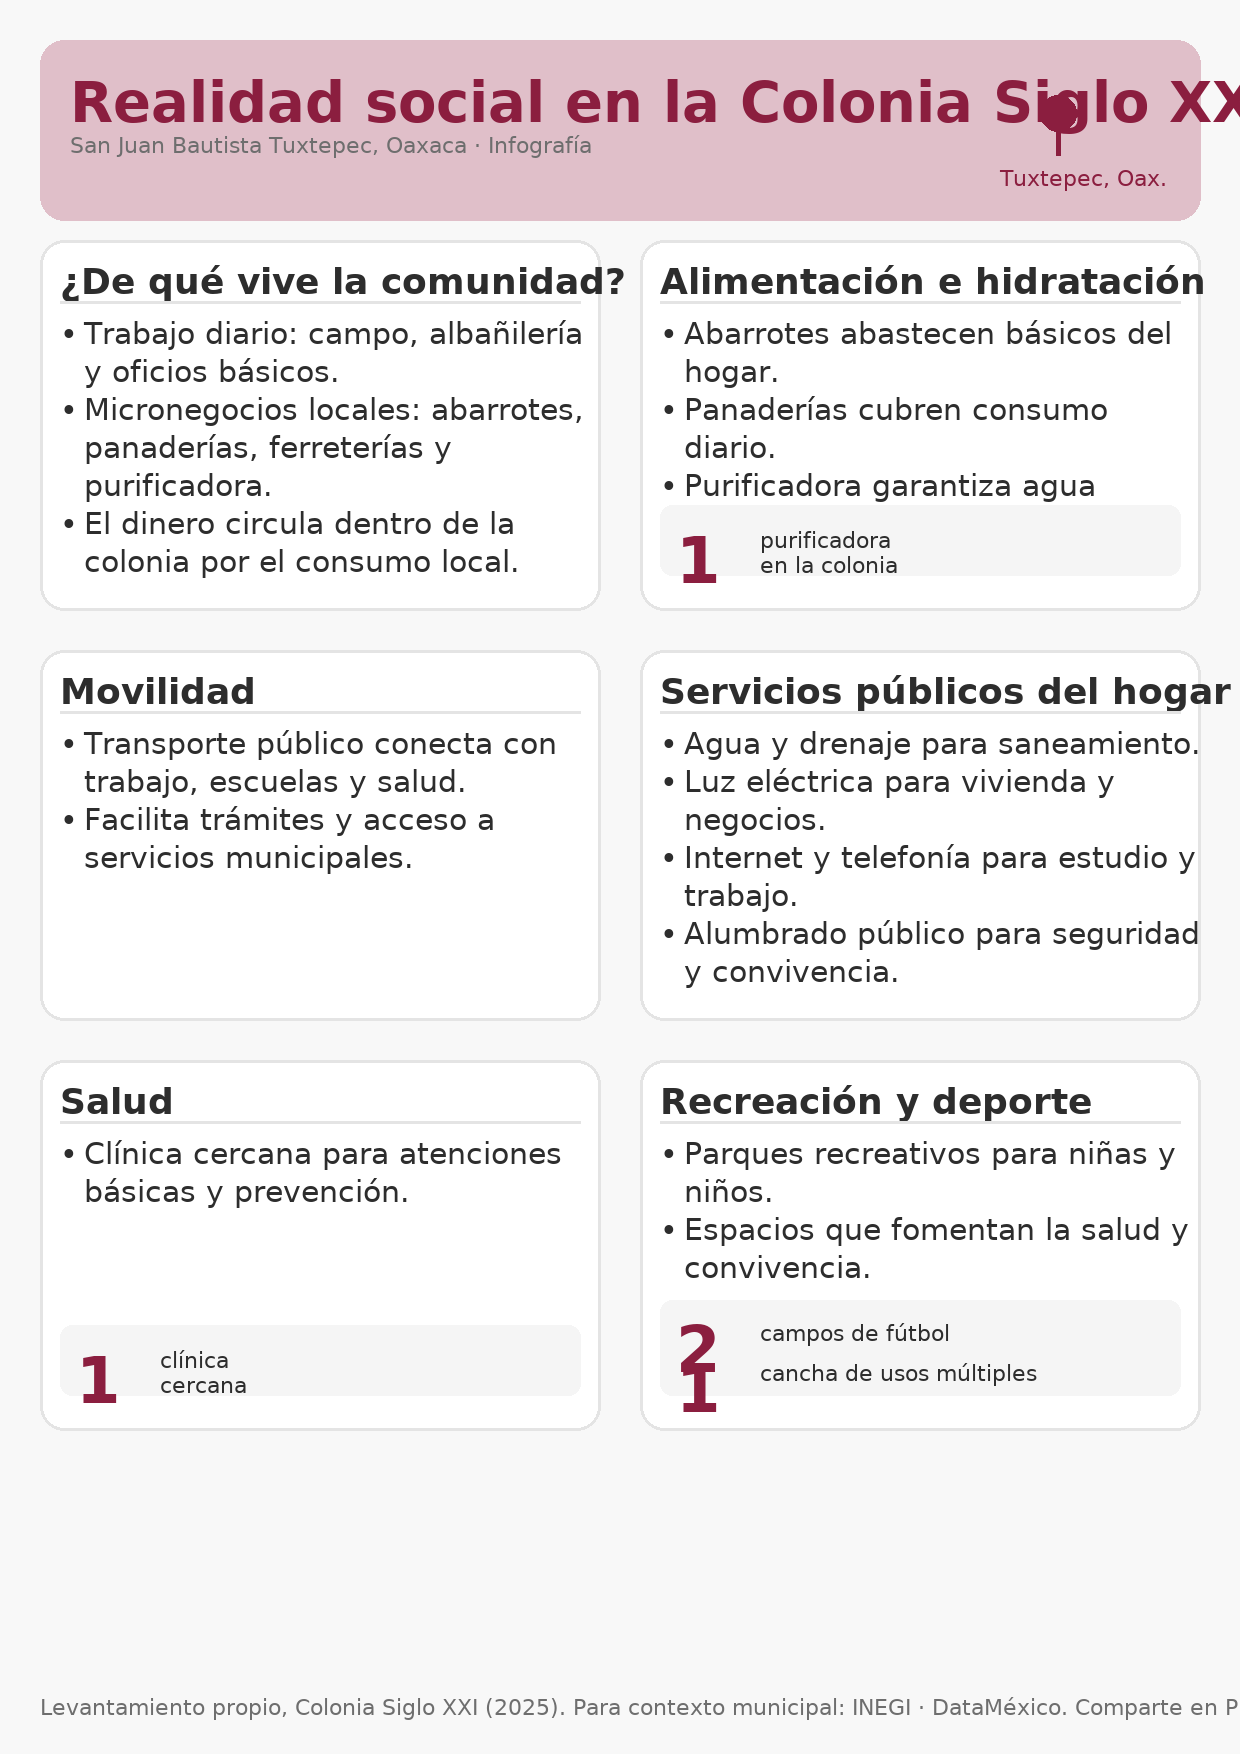 Realidad social en la Colonia Siglo XX
San Juan Bautista Tuxtepec, Oaxaca · Infografía
Tuxtepec, Oax.
¿De qué vive la comunidad?
• Trabajo diario: campo, albañilería
y oficios básicos.
• Micronegocios locales: abarrotes,
panaderías, ferreterías y
purificadora.
• El dinero circula dentro de la
colonia por el consumo local.
Alimentación e hidratación
• Abarrotes abastecen básicos del
hogar.
• Panaderías cubren consumo
diario.
• Purificadora garantiza agua
1 purificadora
en la colonia
Movilidad
• Transporte público conecta con
trabajo, escuelas y salud.
• Facilita trámites y acceso a
servicios municipales.
Servicios públicos del hogar
• Agua y drenaje para saneamiento.
• Luz eléctrica para vivienda y
negocios.
• Internet y telefonía para estudio y
trabajo.
• Alumbrado público para seguridad
y convivencia.
Salud
• Clínica cercana para atenciones
básicas y prevención.
1 clínica
cercana
Recreación y deporte
• Parques recreativos para niñas y
niños.
• Espacios que fomentan la salud y
convivencia.
2 campos de fútbol
1 cancha de usos múltiples
Levantamiento propio, Colonia Siglo XXI (2025). Para contexto municipal: INEGI · DataMéxico. Comparte en